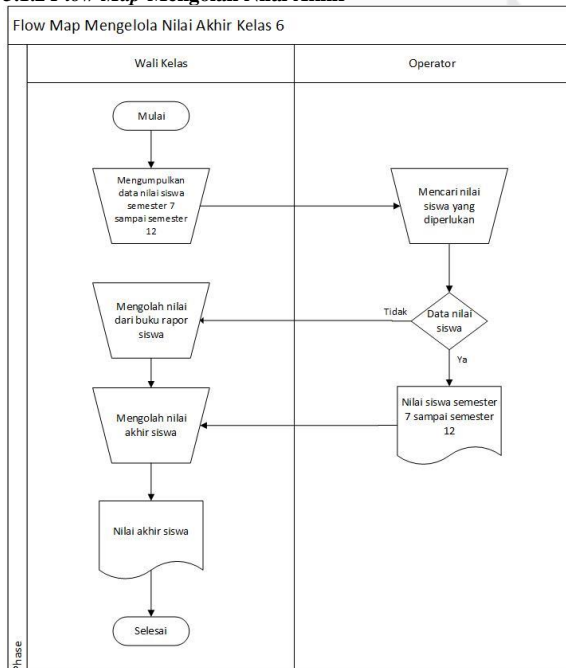 Flow Map Mengelola Nilai Akhir Kelas 6
Wali Kelas
Operator
Mulai
Mengumpulkan
data nilai siswa
semester 7
sampai semester
12
Mencari nilai
siswa yang
diperlukan
Mengolah nilai
dari buku rapor
siswa
Tidak
Data nilai
siswa
Ya
Mengolah nilai
akhir siswa
Nilai siswa semester
7 sampai semester
12
Nilai akhir siswa
Selesai
Phase